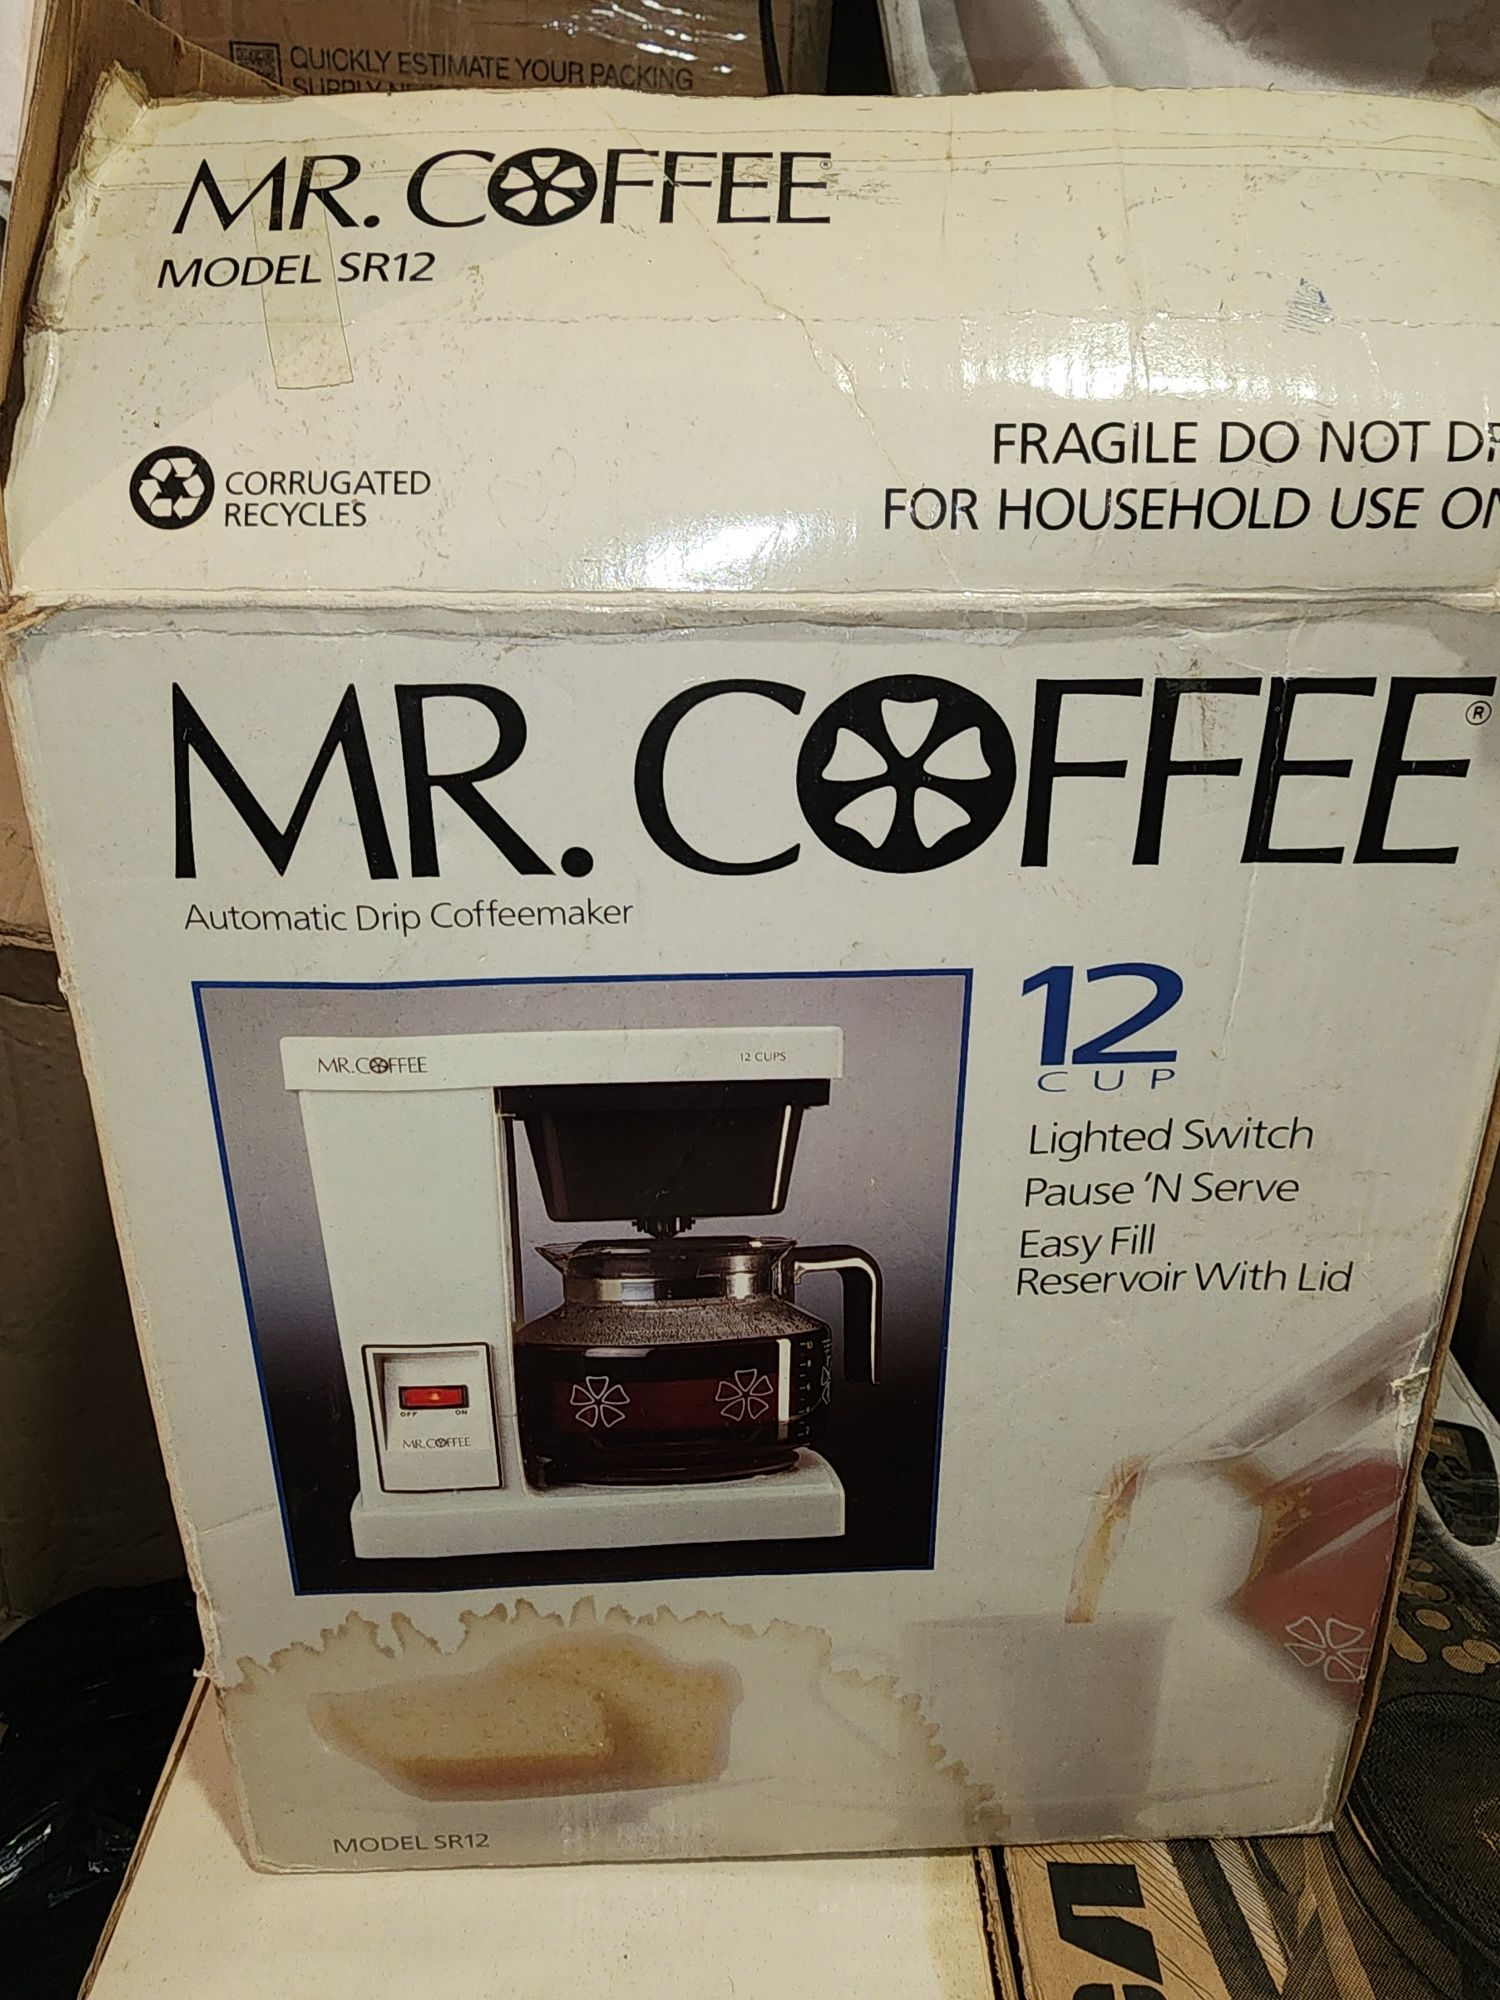 QUICKLY ESTIMATE YOUR PACKING
SUPPLY
MR. COFFEE®
MODEL SR12
CORRUGATED
RECYCLES
FRAGILE DO NOT
FOR HOUSEHOLD USE
MR. COFFEE®
Automatic Drip Coffeemaker
12
CUP
Lighted Switch
Pause 'N Serve
Easy Fill
Reservoir With Lid
MR. COFFEE
12 CUPS
OFF ON
MR. COFFEE
MODEL SR12